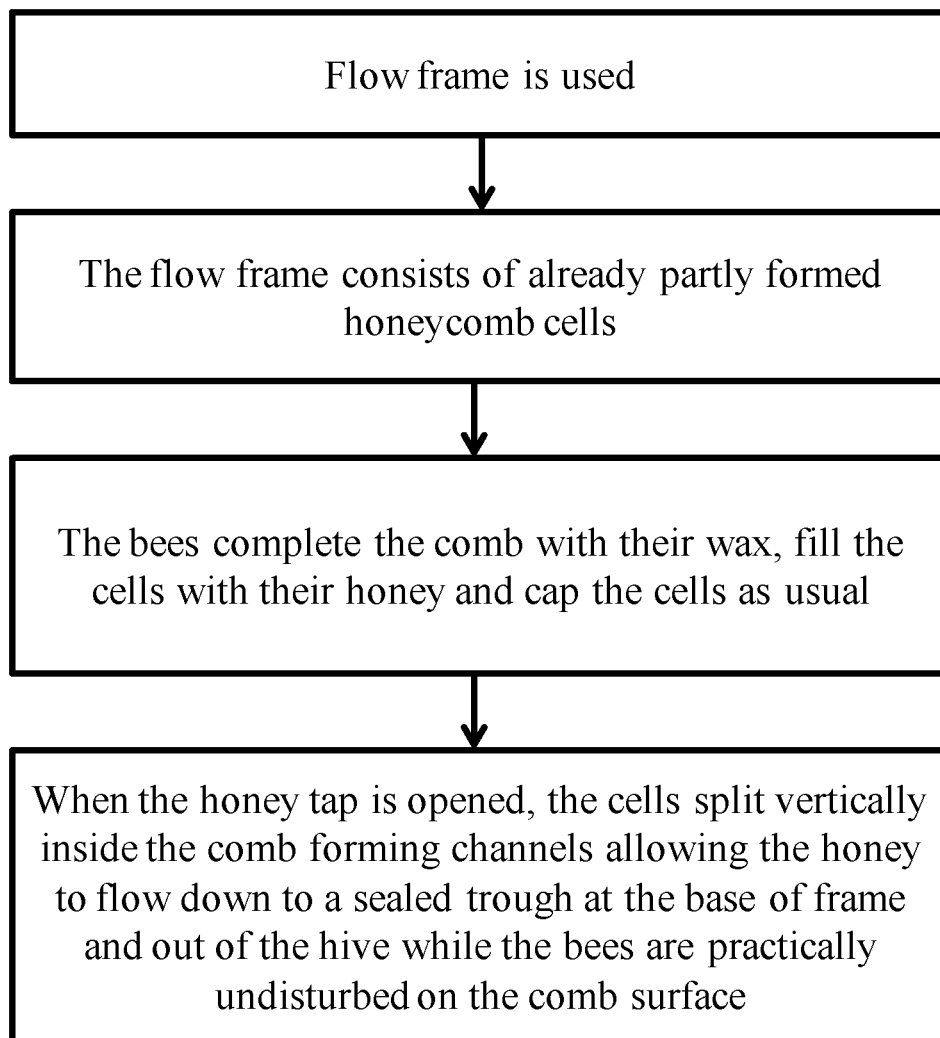 Flow frame is used
The flow frame consists of already partly formed
honeycomb cells
The bees complete the comb with their wax, fill the
cells with their honey and cap the cells as usual
When the honey tap is opened, the cells split vertically
inside the comb forming channels allowing the honey
to flow down to a sealed trough at the base of frame
and out of the hive while the bees are practically
undisturbed on the comb surface